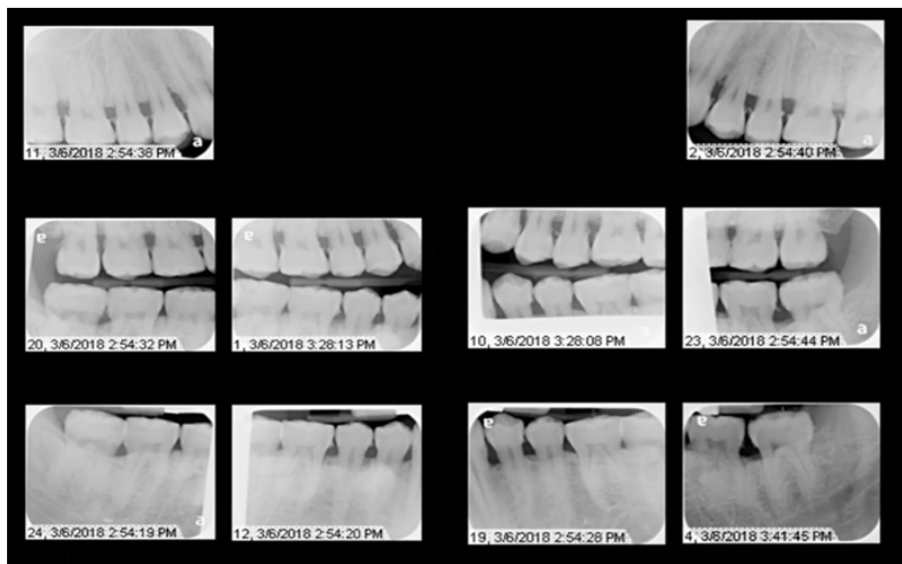 a
11, 3/6/2018 2:54:38 PM
a
2, 3/6/2018 2:54:40 PM
a
20, 3/6/2018 2:54:32 PM
a
1, 3/6/2018 3:28:13 PM
a
10, 3/6/2018 3:28:08 PM
a
23, 3/6/2018 2:54:44 PM
a
24, 3/6/2018 2:54:19 PM
12, 3/6/2018 2:54:20 PM
a
19, 3/6/2018 2:54:28 PM
a
4, 3/6/2018 3:41:45 PM